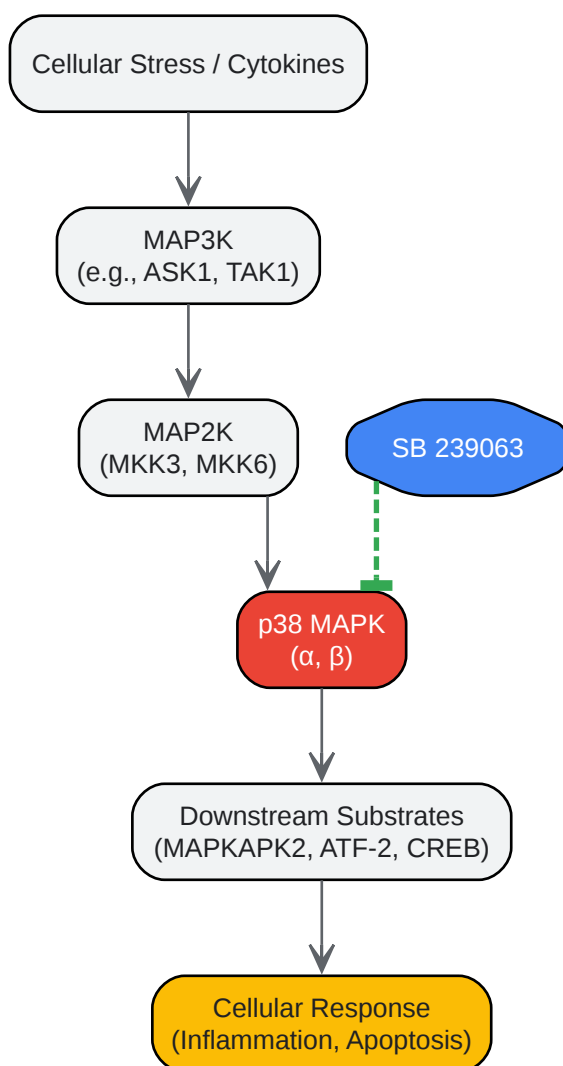 Cellular Stress / Cytokines
MAP3K
(e.g., ASK1, TAK1)
MAP2K
(MKK3, MKK6)
SB 239063
p38 MAPK
(α, β)
Downstream Substrates
(MAPKAPK2, ATF-2, CREB)
Cellular Response
(Inflammation, Apoptosis)